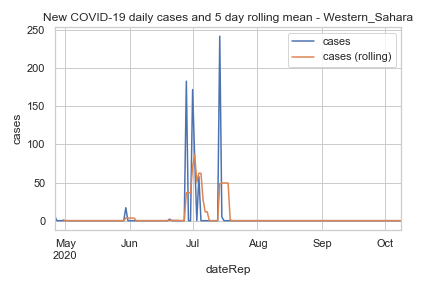 New COVID-19 daily cases and 5 day rolling mean - Western_Sahara
250
200
150
100
50
0
cases
cases
cases (rolling)
May
2020
Jun
Jul
Aug
Sep
Oct
dateRep